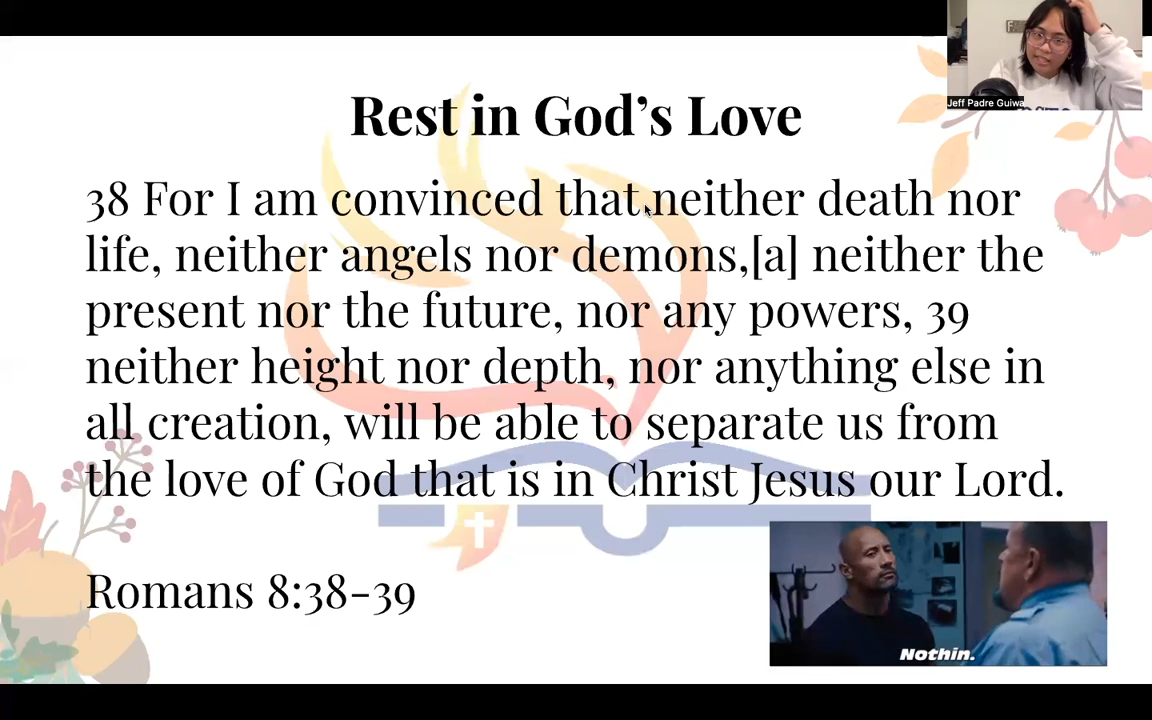 Jeff Padre Guiwa
Rest in God’s Love
38 For I am convinced that neither death nor
life, neither angels nor demons,[a] neither the
present nor the future, nor any powers, 39
neither height nor depth, nor anything else in
all creation, will be able to separate us from
the love of God that is in Christ Jesus our Lord.
Romans 8:38-39
Nothin.